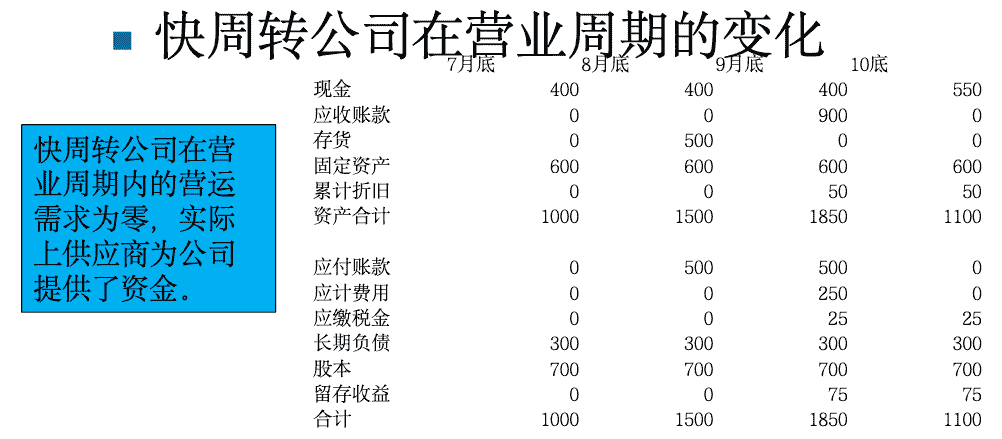 快周转公司在营业周期的变化
7月底 8月底 9月底 10底
现金 400 400 400 550
应收账款 0 0 900 0
存货 0 500 0 0
固定资产 600 600 600 600
累计折旧 0 0 50 50
资产合计 1000 1500 1850 1100
应付账款 0 500 500 0
应计费用 0 0 250 0
应缴税金 0 0 25 25
长期负债 300 300 300 300
股本 700 700 700 700
留存收益 0 0 75 75
合计 1000 1500 1850 1100
快周转公司在营
业周期内的营运
需求为零，实际
上供应商为公司
提供了资金。